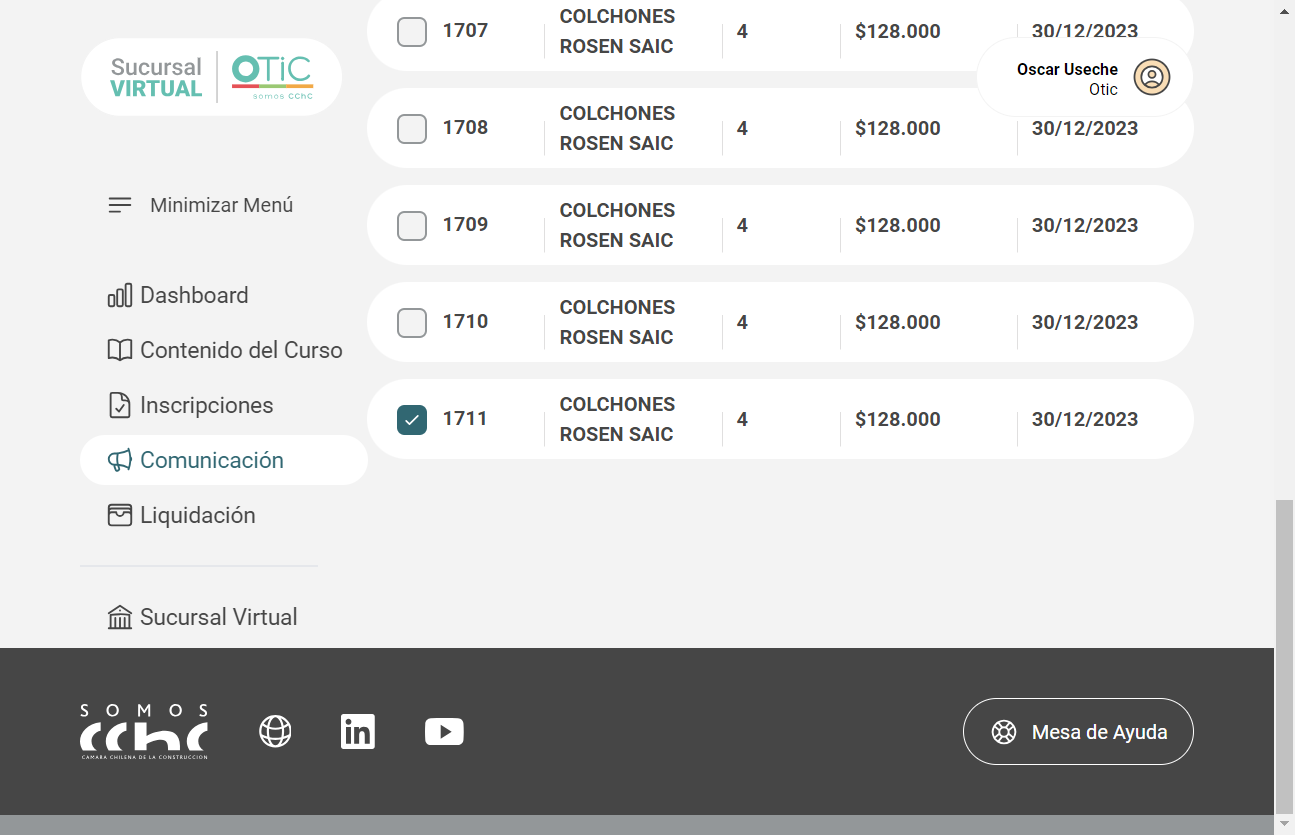 Sucursal
VIRTUAL
OTIC
somos CChC
Minimizar Menú
Dashboard
Contenido del Curso
Inscripciones
Comunicación
Liquidación
Sucursal Virtual
Oscar Useche
Otic
1707 COLCHONES ROSEN SAIC 4 $128.000 30/12/2023
1708 COLCHONES ROSEN SAIC 4 $128.000 30/12/2023
1709 COLCHONES ROSEN SAIC 4 $128.000 30/12/2023
1710 COLCHONES ROSEN SAIC 4 $128.000 30/12/2023
1711 COLCHONES ROSEN SAIC 4 $128.000 30/12/2023
SOMOS
cchc
CAMARA CHILENA DE LA CONSTRUCCION
in
Mesa de Ayuda